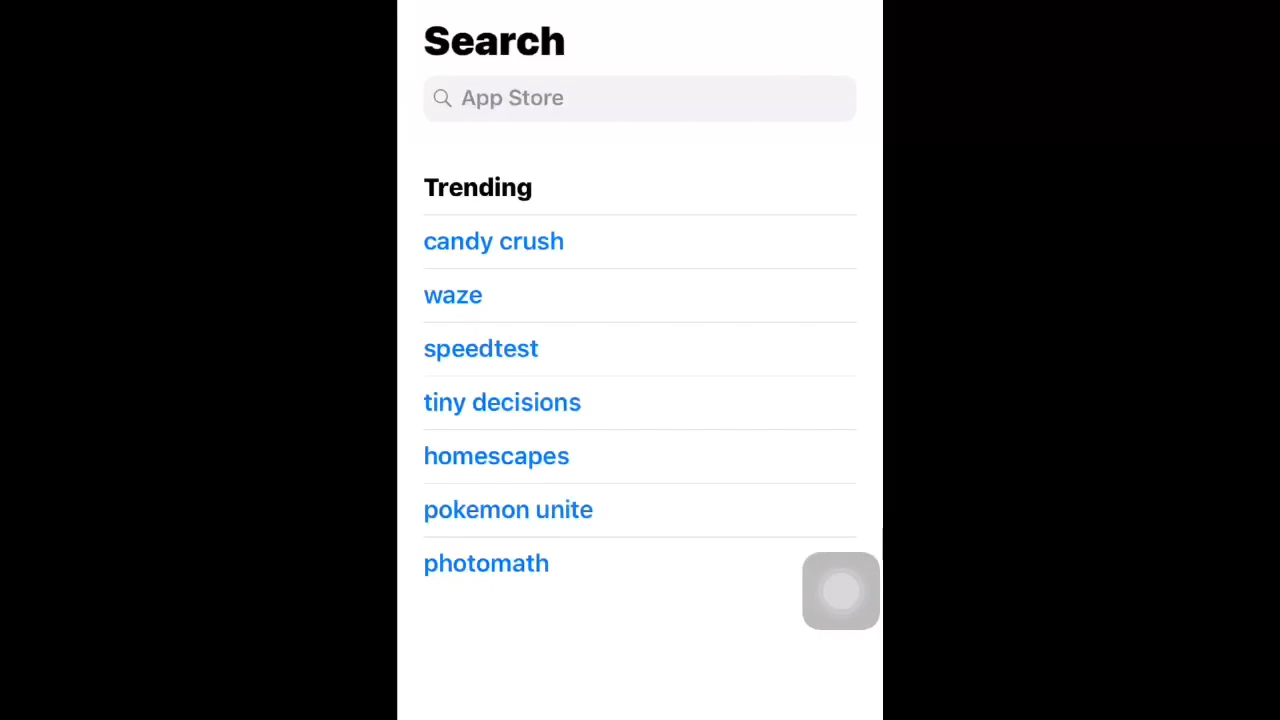 Search
App Store
Trending
candy crush
waze
speedtest
tiny decisions
homescapes
pokemon unite
photomath